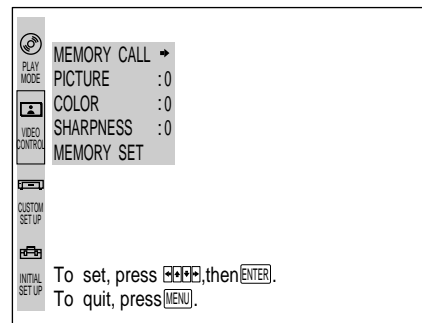 PLAY
MODE
VIDEO
CONTROL
CUSTOM
SET UP
INITIAL
SET UP
MEMORY CALL
PICTURE :0
COLOR :0
SHARPNESS :0
MEMORY SET
To set, press ,then ENTER.
To quit, press MENU.